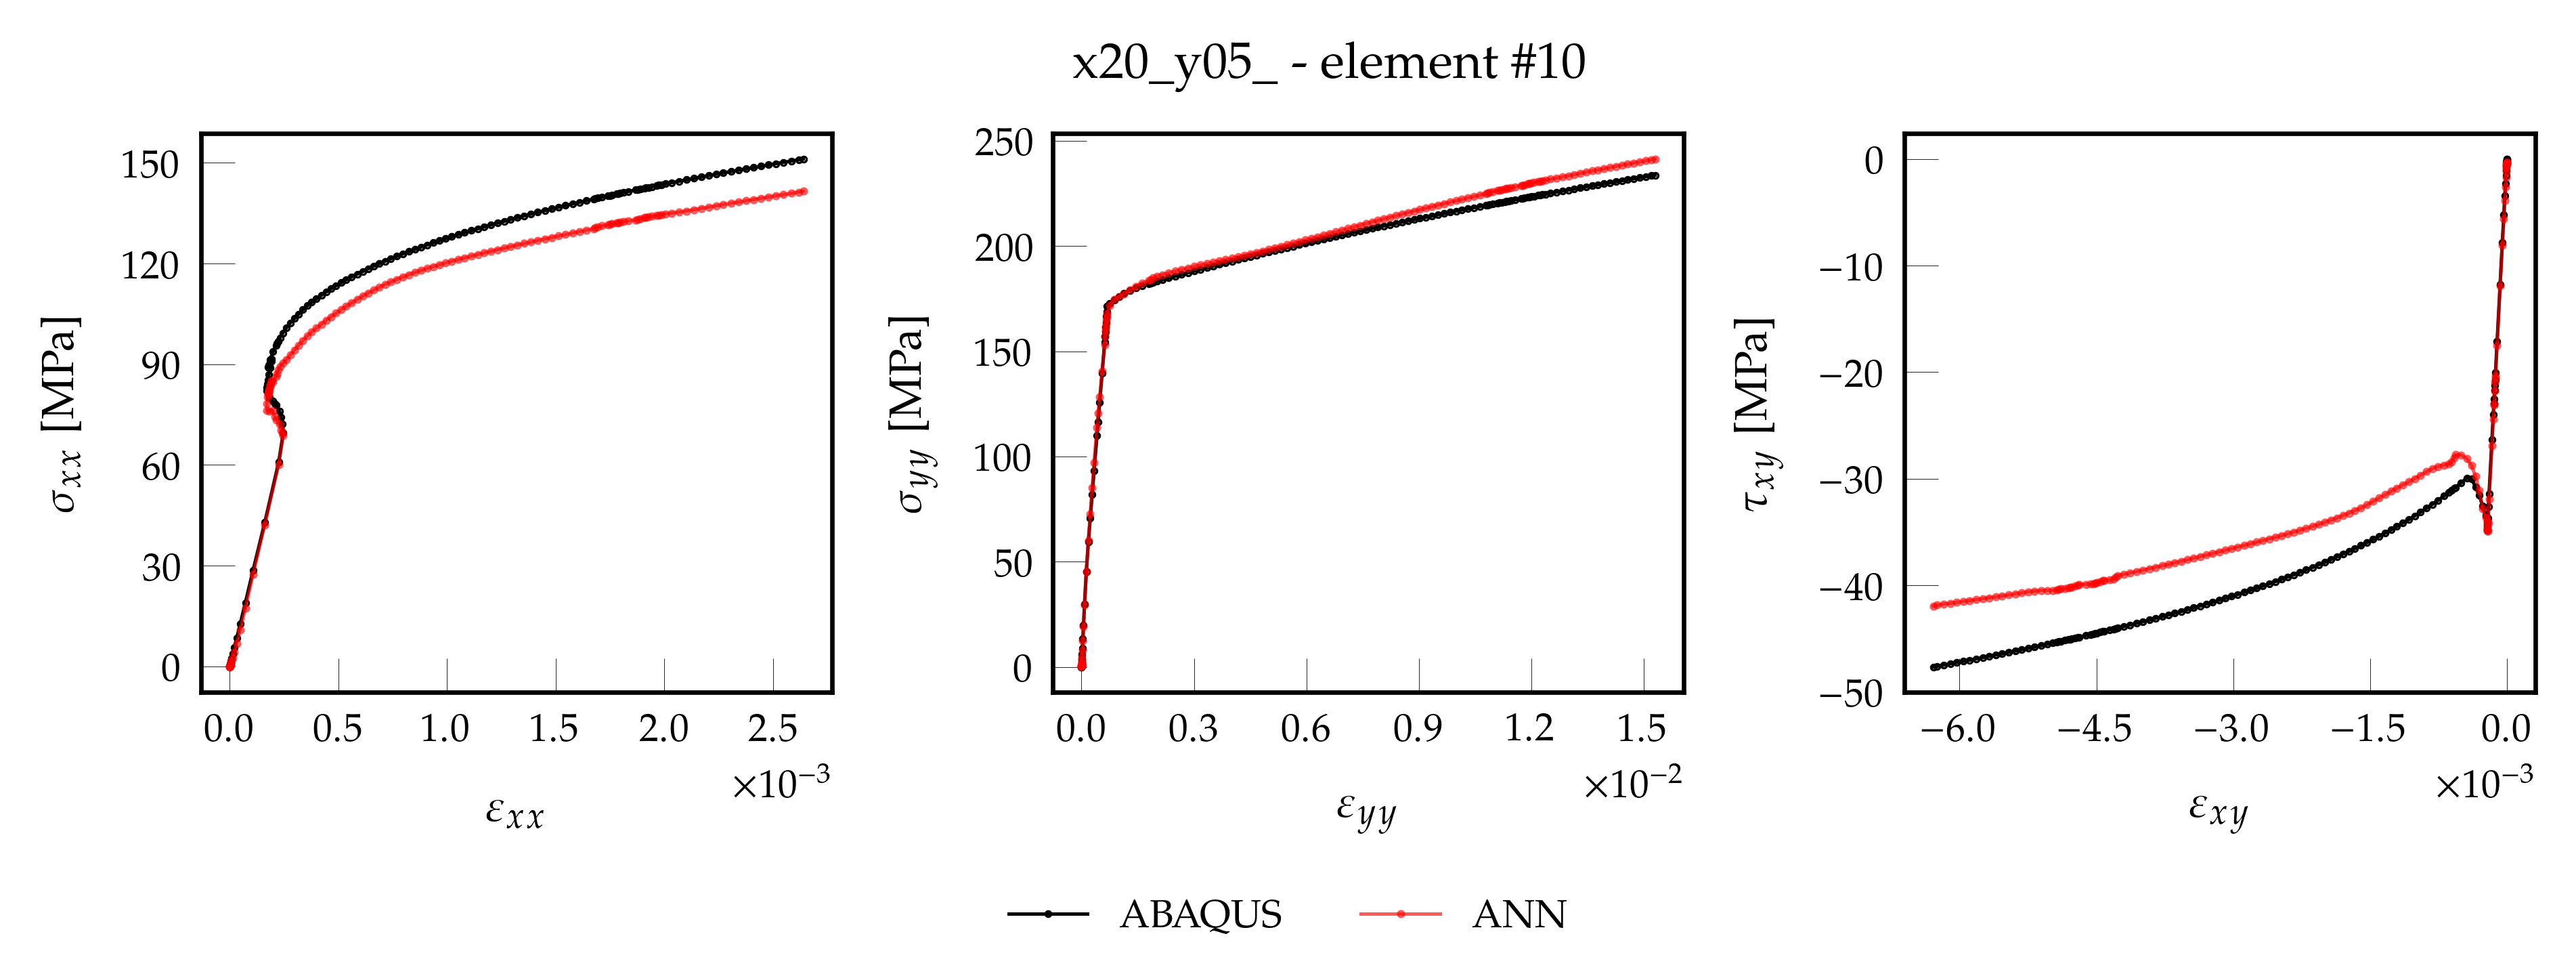 x20_y05_ - element #10
σxx [MPa]
150
120
90
60
30
0
0.0 0.5 1.0 1.5 2.0 2.5
×10−3
εxx
σyy [MPa]
250
200
150
100
50
0
0.0 0.3 0.6 0.9 1.2 1.5
×10−2
εyy
τxy [MPa]
0
−10
−20
−30
−40
−50
−6.0 −4.5 −3.0 −1.5 0.0
×10−3
εxy
ABAQUS ANN